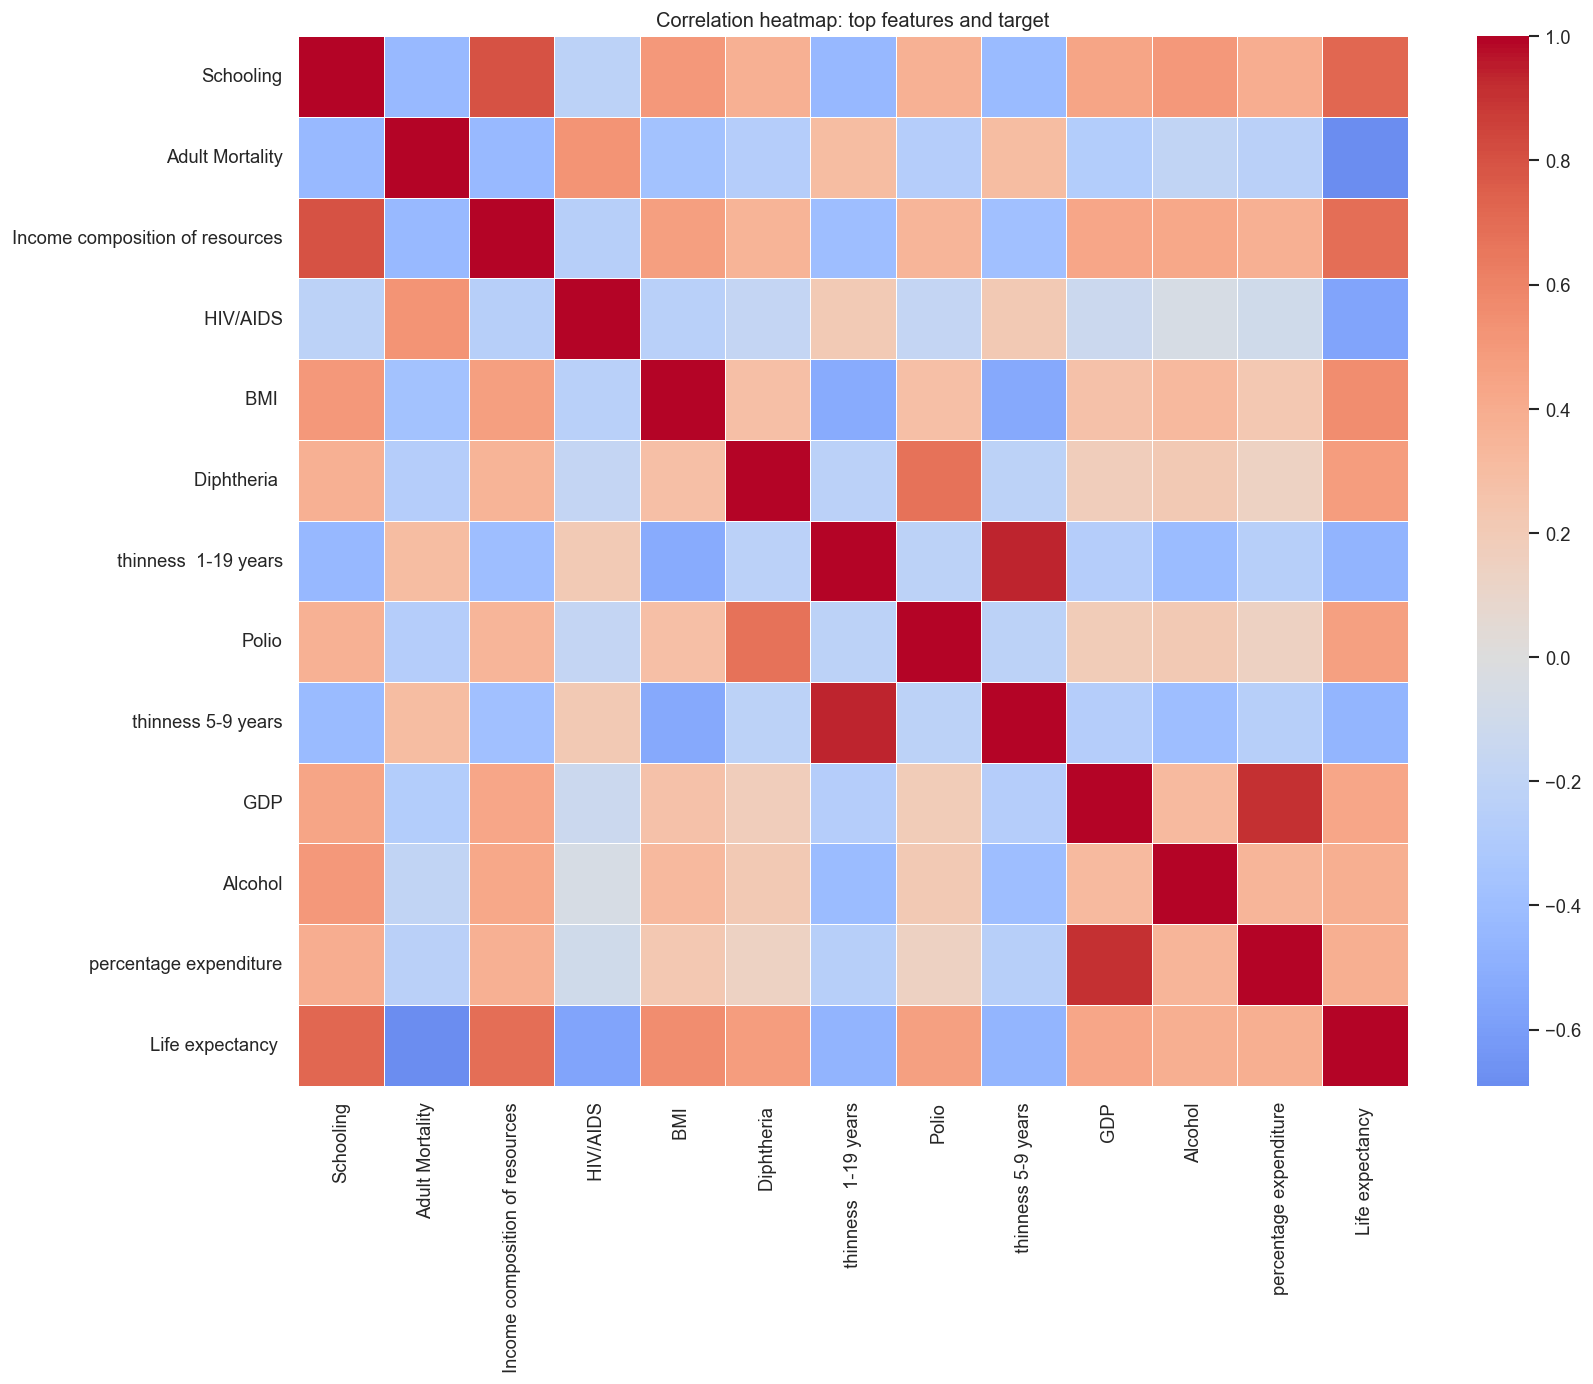 Correlation heatmap: top features and target
Schooling
Adult Mortality
Income composition of resources
HIV/AIDS
BMI
Diphtheria
thinness  1-19 years
Polio
thinness 5-9 years
GDP
Alcohol
percentage expenditure
Life expectancy
Schooling
Adult Mortality
Income composition of resources
HIV/AIDS
BMI
Diphtheria
thinness  1-19 years
Polio
thinness 5-9 years
GDP
Alcohol
percentage expenditure
Life expectancy
1.0
0.8
0.6
0.4
0.2
0.0
−0.2
−0.4
−0.6